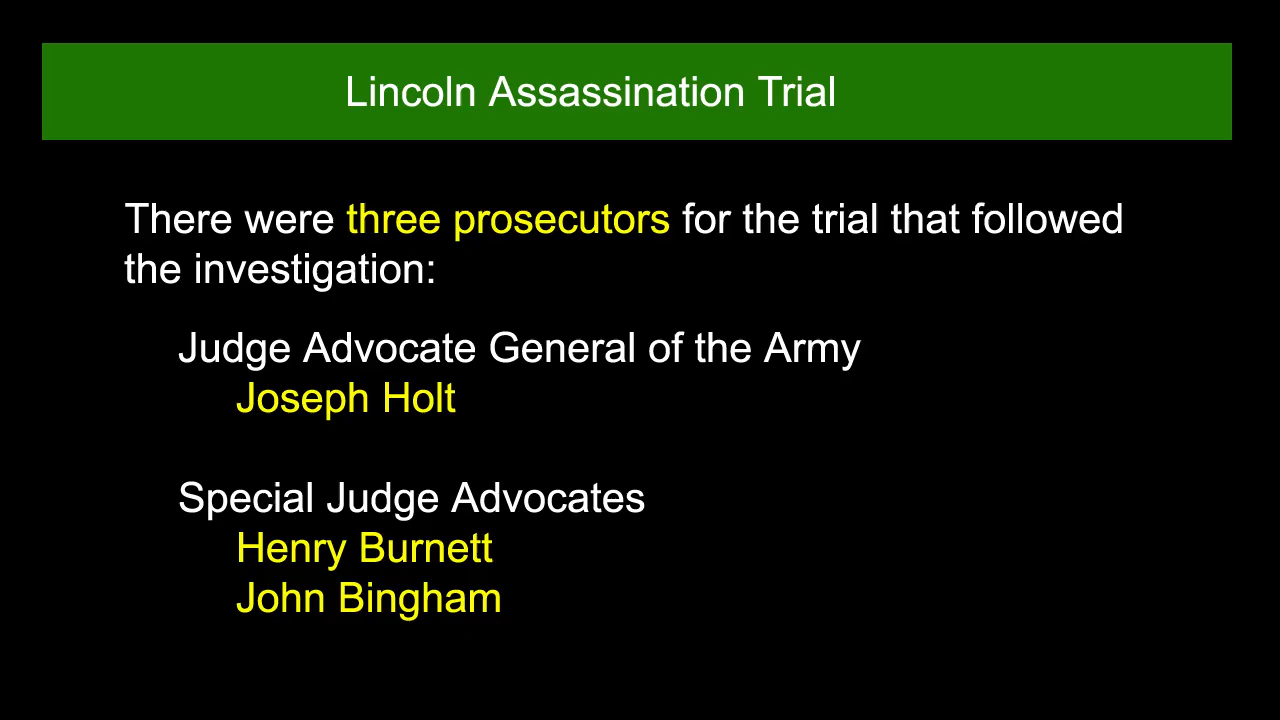 Lincoln Assassination Trial
There were three prosecutors for the trial that followed
the investigation:
Judge Advocate General of the Army
Joseph Holt
Special Judge Advocates
Henry Burnett
John Bingham